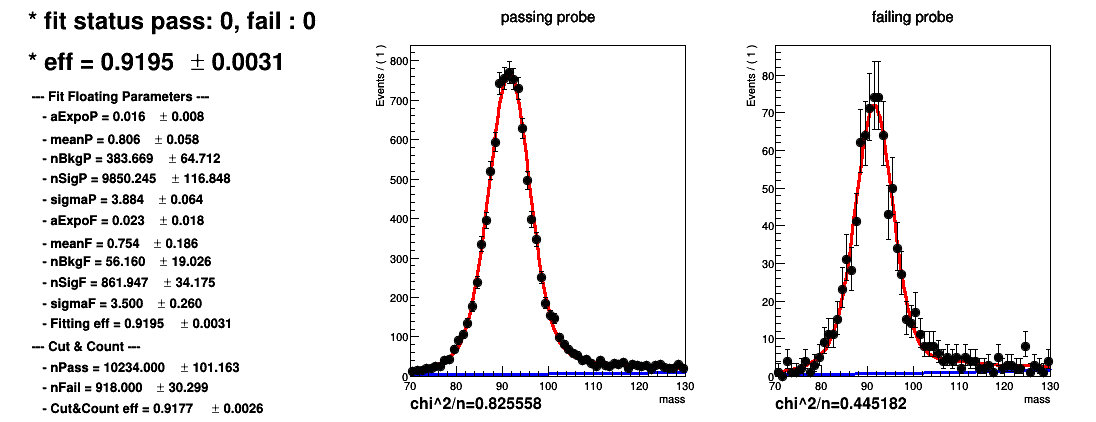 * fit status pass: 0, fail : 0
* eff = 0.9195 ± 0.0031
--- Fit Floating Parameters ---
- aExpoP = 0.016 ± 0.008
- meanP = 0.806 ± 0.058
- nBkgP = 383.669 ± 64.712
- nSigP = 9850.245 ± 116.848
- sigmaP = 3.884 ± 0.064
- aExpoF = 0.023 ± 0.018
- meanF = 0.754 ± 0.186
- nBkgF = 56.160 ± 19.026
- nSigF = 861.947 ± 34.175
- sigmaF = 3.500 ± 0.260
- Fitting eff = 0.9195 ± 0.0031
--- Cut & Count ---
- nPass = 10234.000 ± 101.163
- nFail = 918.000 ± 30.299
- Cut&Count eff = 0.9177 ± 0.0026
passing probe
Events / ( 1 )
800
700
600
500
400
300
200
100
0
70 80 90 100 110 120 130
mass
chi^2/n=0.825558
failing probe
Events / ( 1 )
80
70
60
50
40
30
20
10
0
70 80 90 100 110 120 130
mass
chi^2/n=0.445182